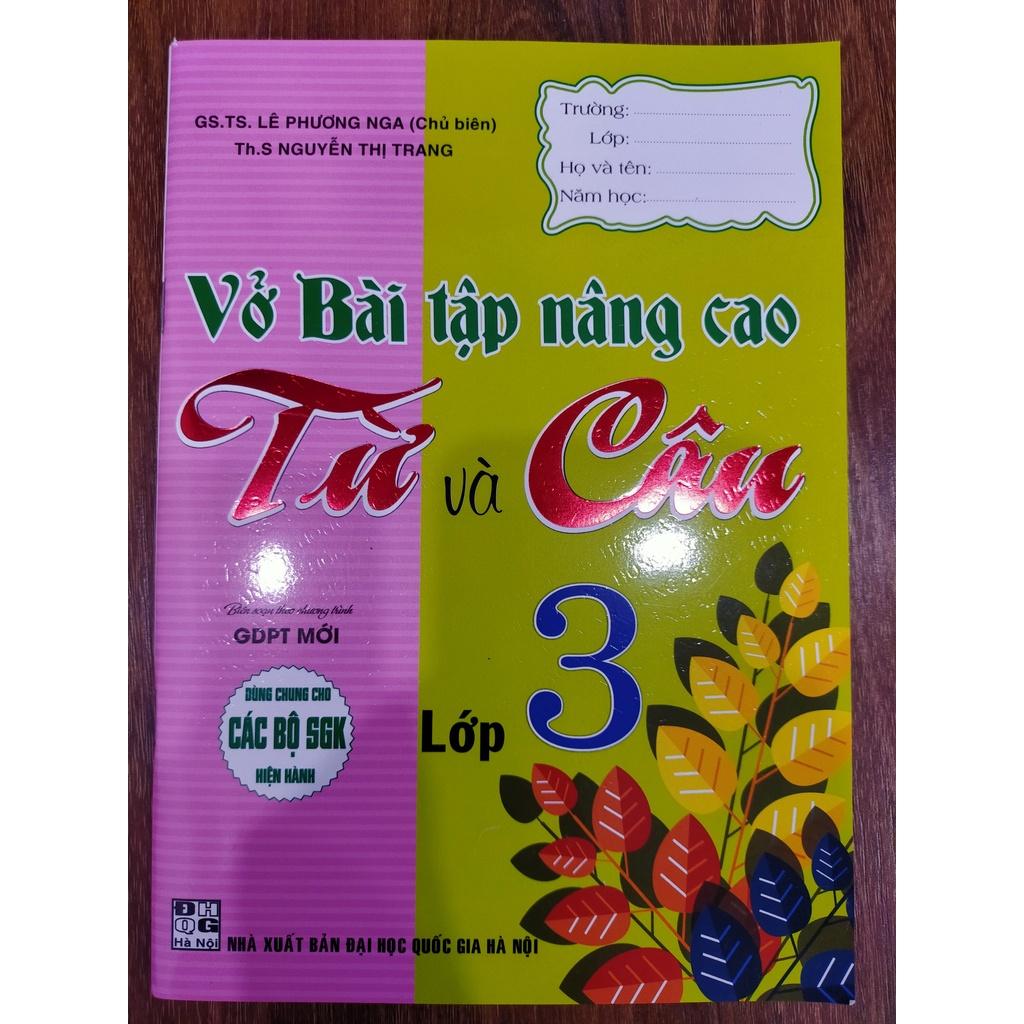 GS.TS. LÊ PHƯƠNG NGA (Chủ biên)
Th.S NGUYỄN THỊ TRANG
Trường:
Lớp:
Họ và tên:
Năm học:
Vở Bài tập nâng cao
Từ và Câu
Biên soạn theo chương trình
GDPT MỚI
DÙNG CHUNG CHO
CÁC BỘ SGK
HIỆN HÀNH
Lớp 3
ĐH
QG
Hà Nội
NHÀ XUẤT BẢN ĐẠI HỌC QUỐC GIA HÀ NỘI